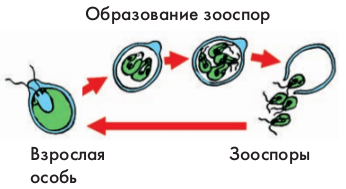 Образование зооспор
Взрослая
особь
Зооспоры